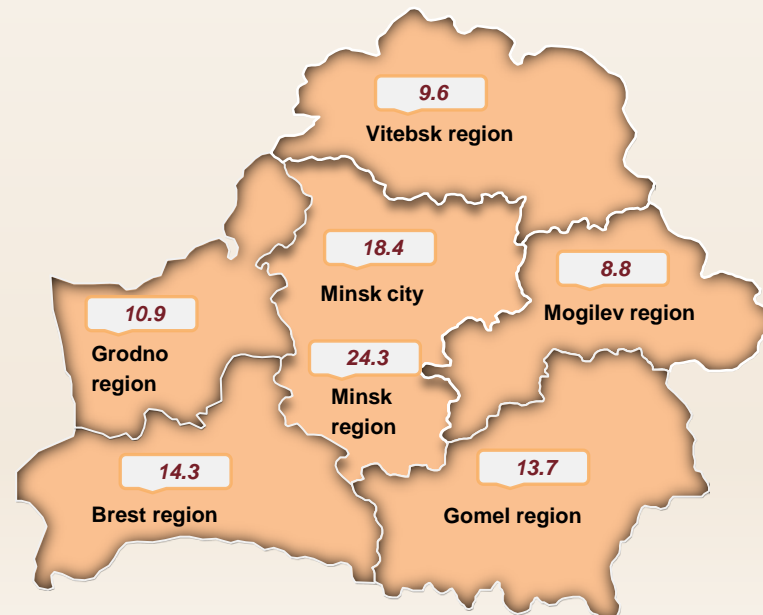 9.6
Vitebsk region
18.4
Minsk city
8.8
Mogilev region
10.9
Grodno
region
24.3
Minsk
region
14.3
Brest region
13.7
Gomel region